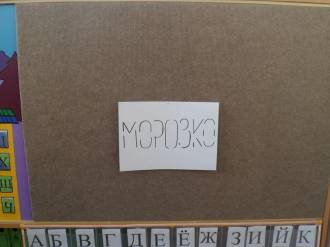 МОРОЗКО
Х
Ш
А Б В Г Д Е Ё Ж З И Й К